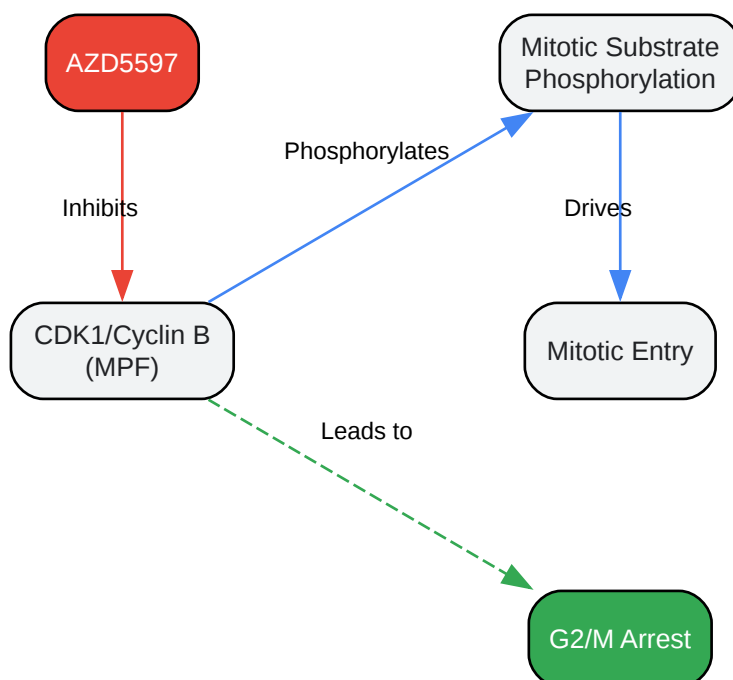 AZD5597
Mitotic Substrate
Phosphorylation
Phosphorylates
Inhibits
Drives
CDK1/Cyclin B
(MPF)
Mitotic Entry
Leads to
G2/M Arrest